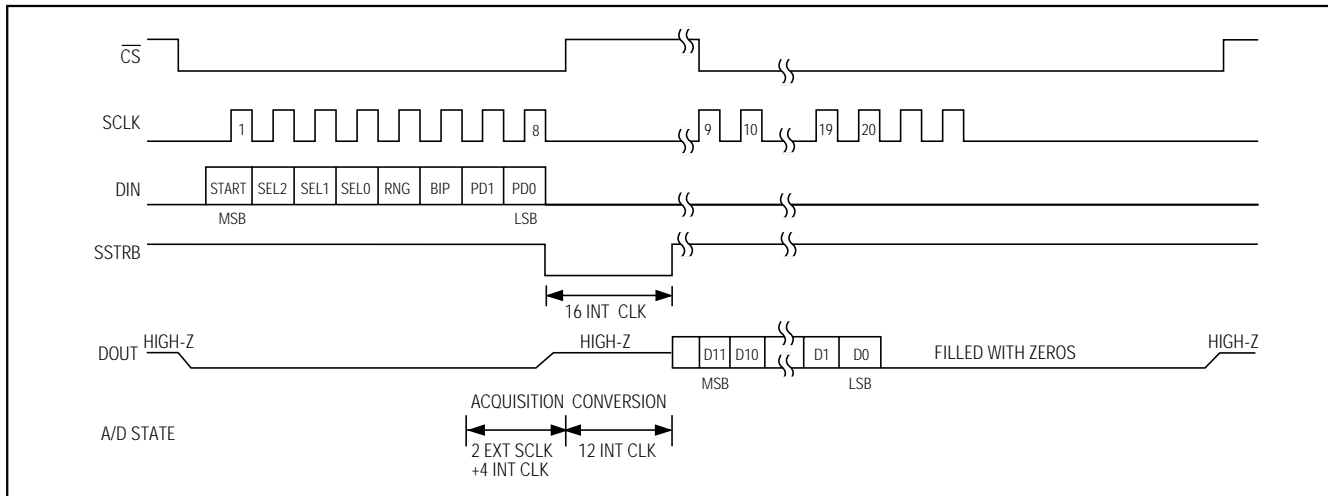 CS
SCLK
1
8
9
10
19
20
DIN
START SEL2 SEL1 SEL0 RNG BIP PD1 PD0
MSB
LSB
SSTRB
16 INT CLK
DOUT
HIGH-Z
HIGH-Z
D11 D10 D1 D0
FILLED WITH ZEROS
HIGH-Z
MSB
LSB
A/D STATE
ACQUISITION CONVERSION
2 EXT SCLK
+4 INT CLK
12 INT CLK